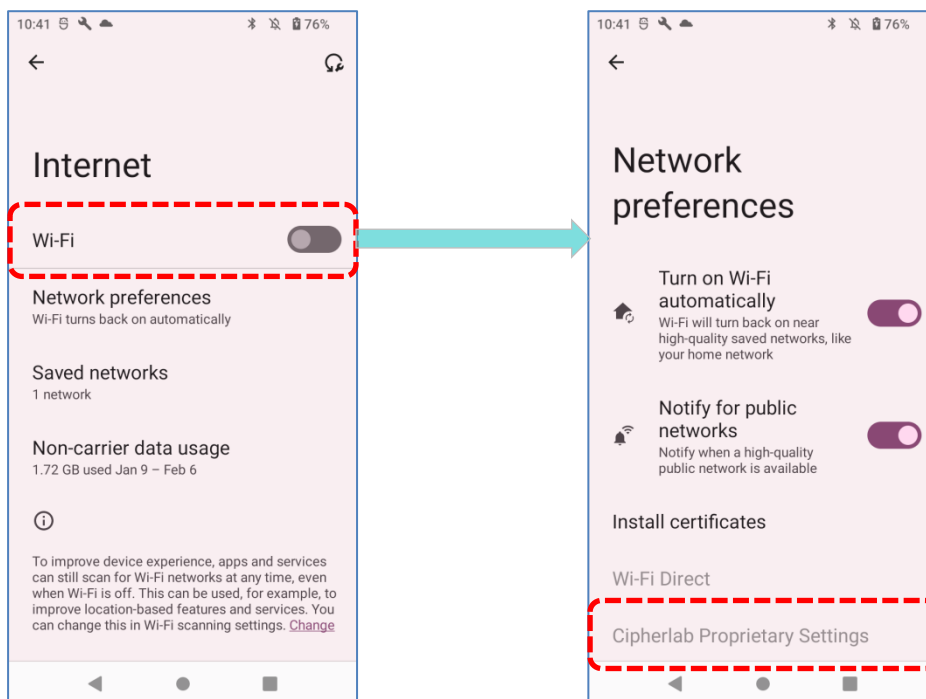 10:41
76%
Internet
Wi-Fi
Network preferences
Wi-Fi turns back on automatically
Saved networks
1 network
Non-carrier data usage
1.72 GB used Jan 9 – Feb 6
To improve device experience, apps and services
can still scan for Wi-Fi networks at any time, even
when Wi-Fi is off. This can be used, for example, to
improve location-based features and services. You
can change this in Wi-Fi scanning settings. Change
10:41
76%
Network
preferences
Turn on Wi-Fi
automatically
Wi-Fi will turn back on near
high-quality saved networks, like
your home network
Notify for public
networks
Notify when a high-quality
public network is available
Install certificates
Wi-Fi Direct
Cipherlab Proprietary Settings